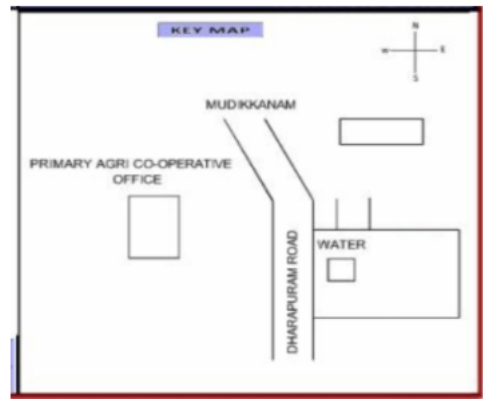 KEY MAP
N
W E
S
MUDIKKANAM
PRIMARY AGRI CO-OPERATIVE
OFFICE
WATER
DHARAPURAM ROAD